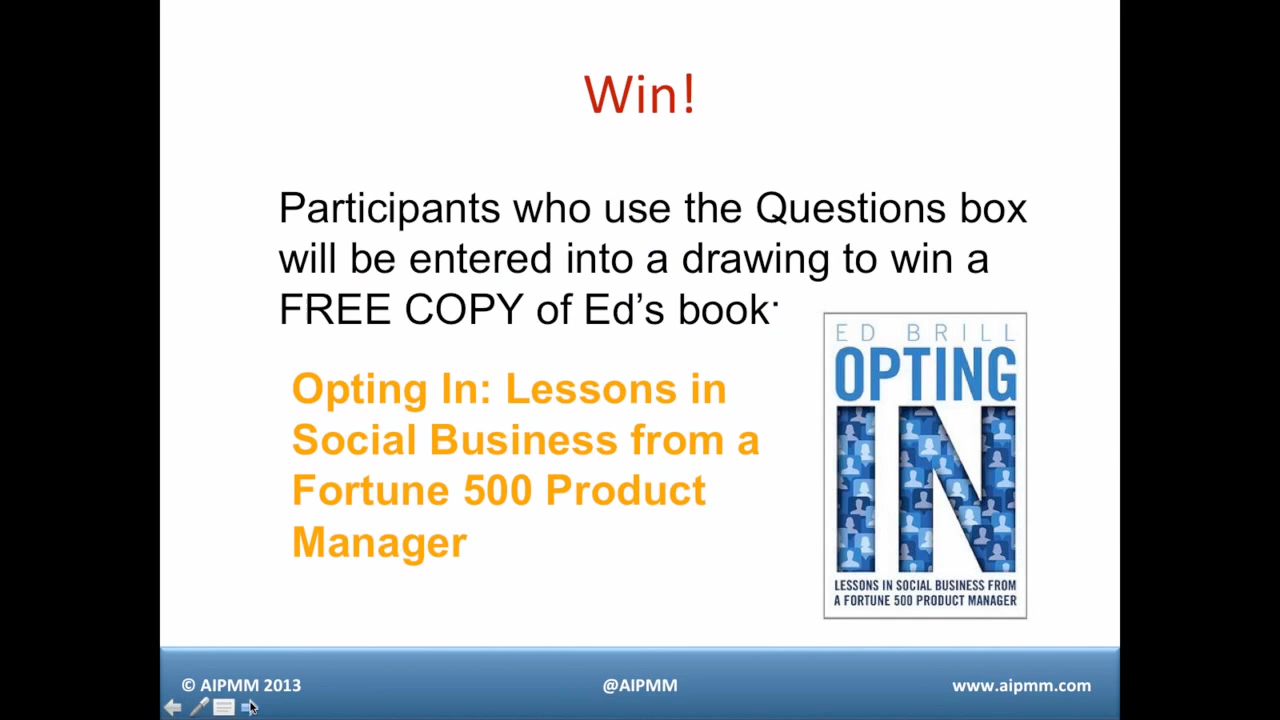 Win!
Participants who use the Questions box
will be entered into a drawing to win a
FREE COPY of Ed’s book:
Opting In: Lessons in
Social Business from a
Fortune 500 Product
Manager
ED BRILL
OPTING
IN
LESSONS IN SOCIAL BUSINESS FROM
A FORTUNE 500 PRODUCT MANAGER
© AIPMM 2013
@AIPMM
www.aipmm.com